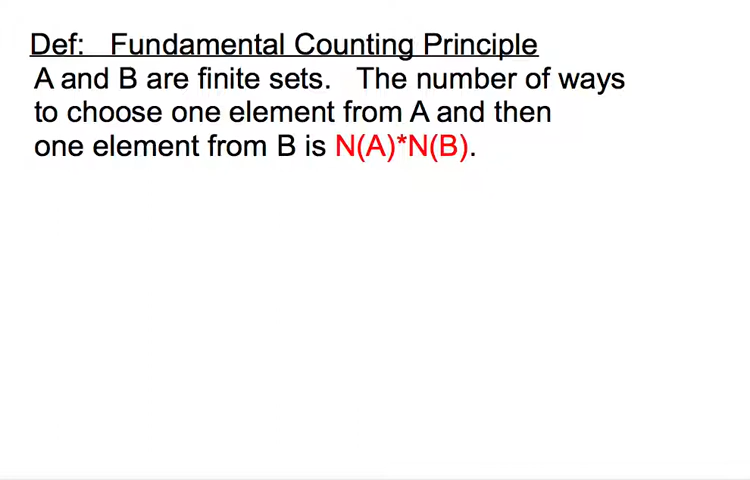 Def: Fundamental Counting Principle
A and B are finite sets. The number of ways
to choose one element from A and then
one element from B is N(A)*N(B).